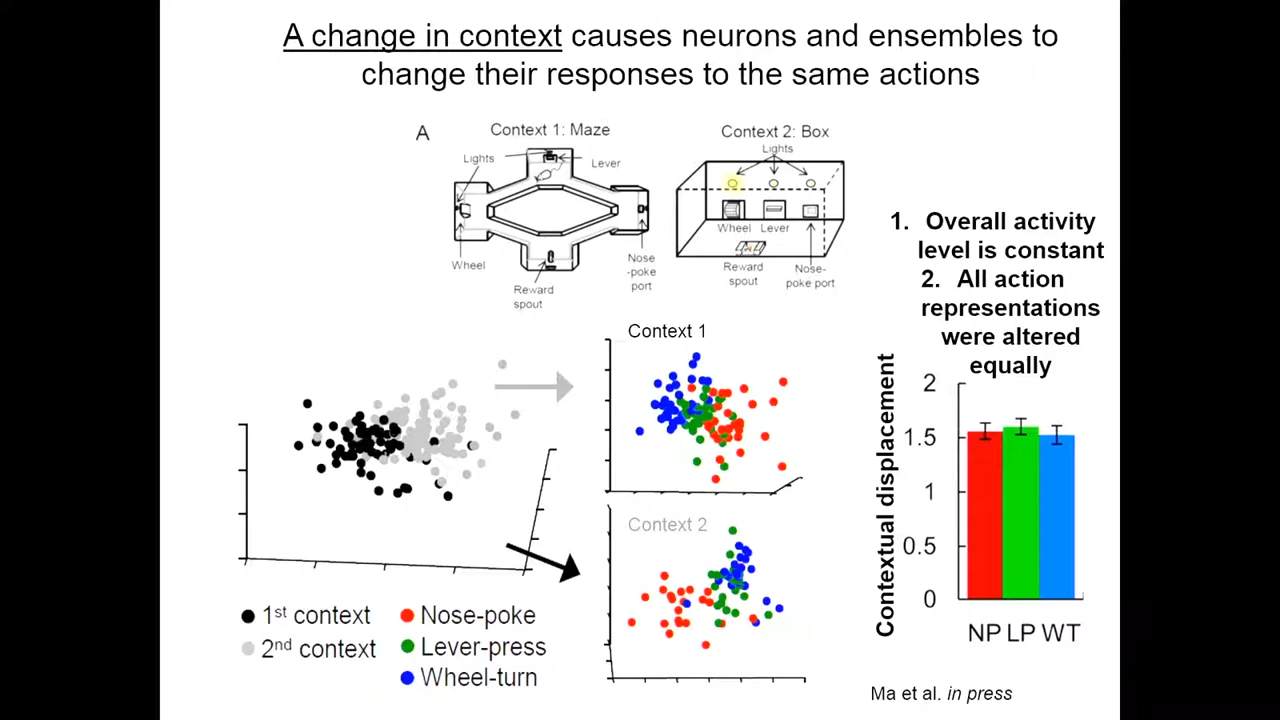 A change in context causes neurons and ensembles to
change their responses to the same actions
A
Context 1: Maze
Lights
Lever
Wheel
Nose
-poke
port
Reward
spout
Context 2: Box
Lights
Wheel Lever
Reward
spout
Nose-
poke port
1. Overall activity
level is constant
2. All action
representations
were altered
equally
Context 1
Context 2
1st context
2nd context
Nose-poke
Lever-press
Wheel-turn
Contextual displacement
2
1.5
1
0.5
0
NP LP WT
Ma et al. in press